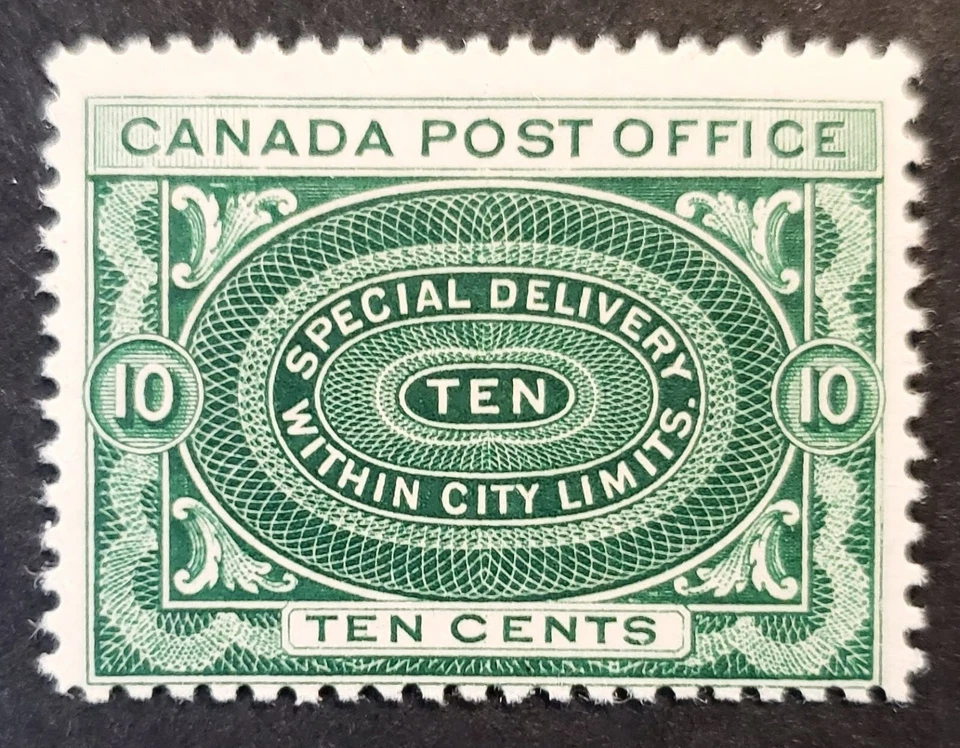 CANADA POST OFFICE
SPECIAL DELIVERY
10 TEN 10
WITHIN CITY LIMITS.
TEN CENTS